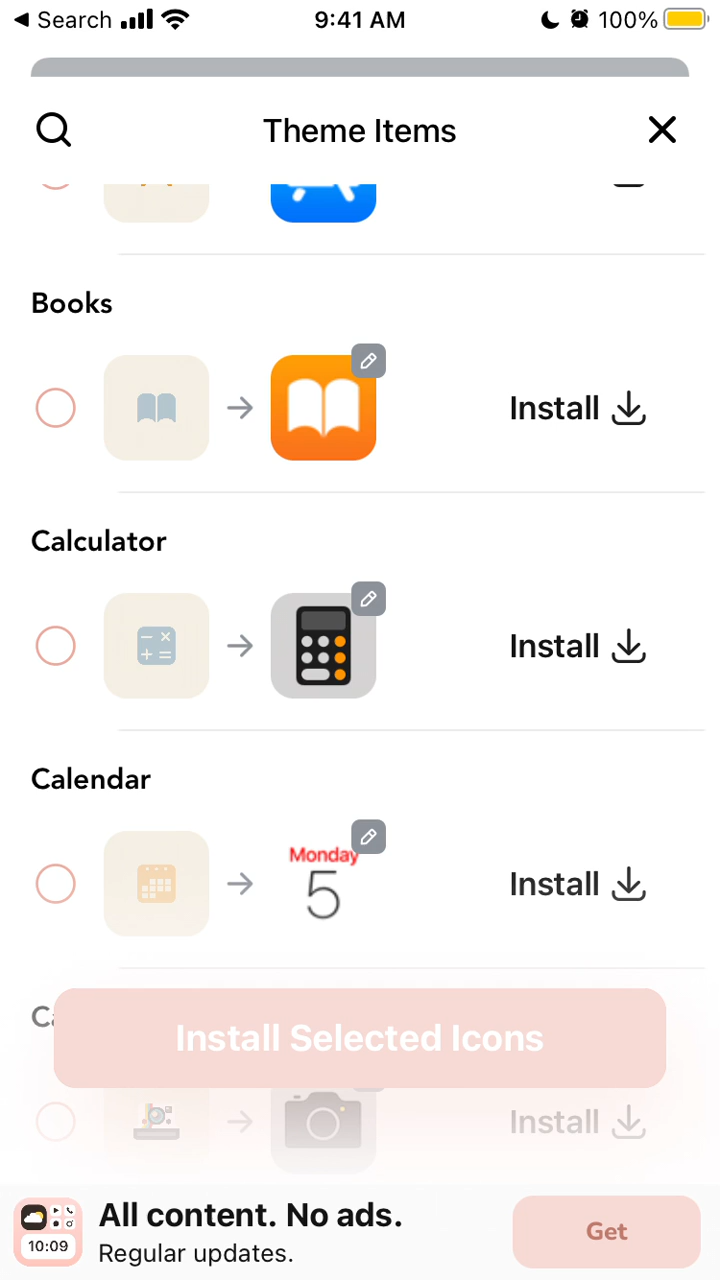 Search
9:41 AM
100%
Theme Items
Books
Install
Calculator
Install
Calendar
Monday
5
Install
Install Selected Icons
Install
All content. No ads.
Regular updates.
10:09
Get